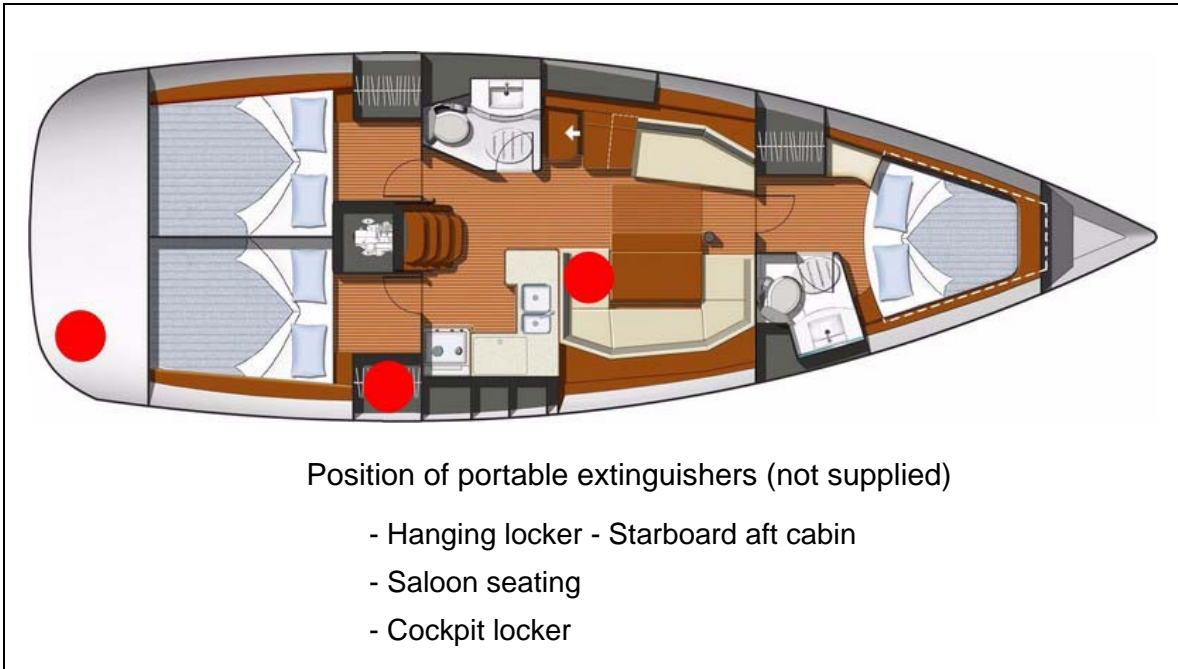 Position of portable extinguishers (not supplied)
- Hanging locker - Starboard aft cabin
- Saloon seating
- Cockpit locker